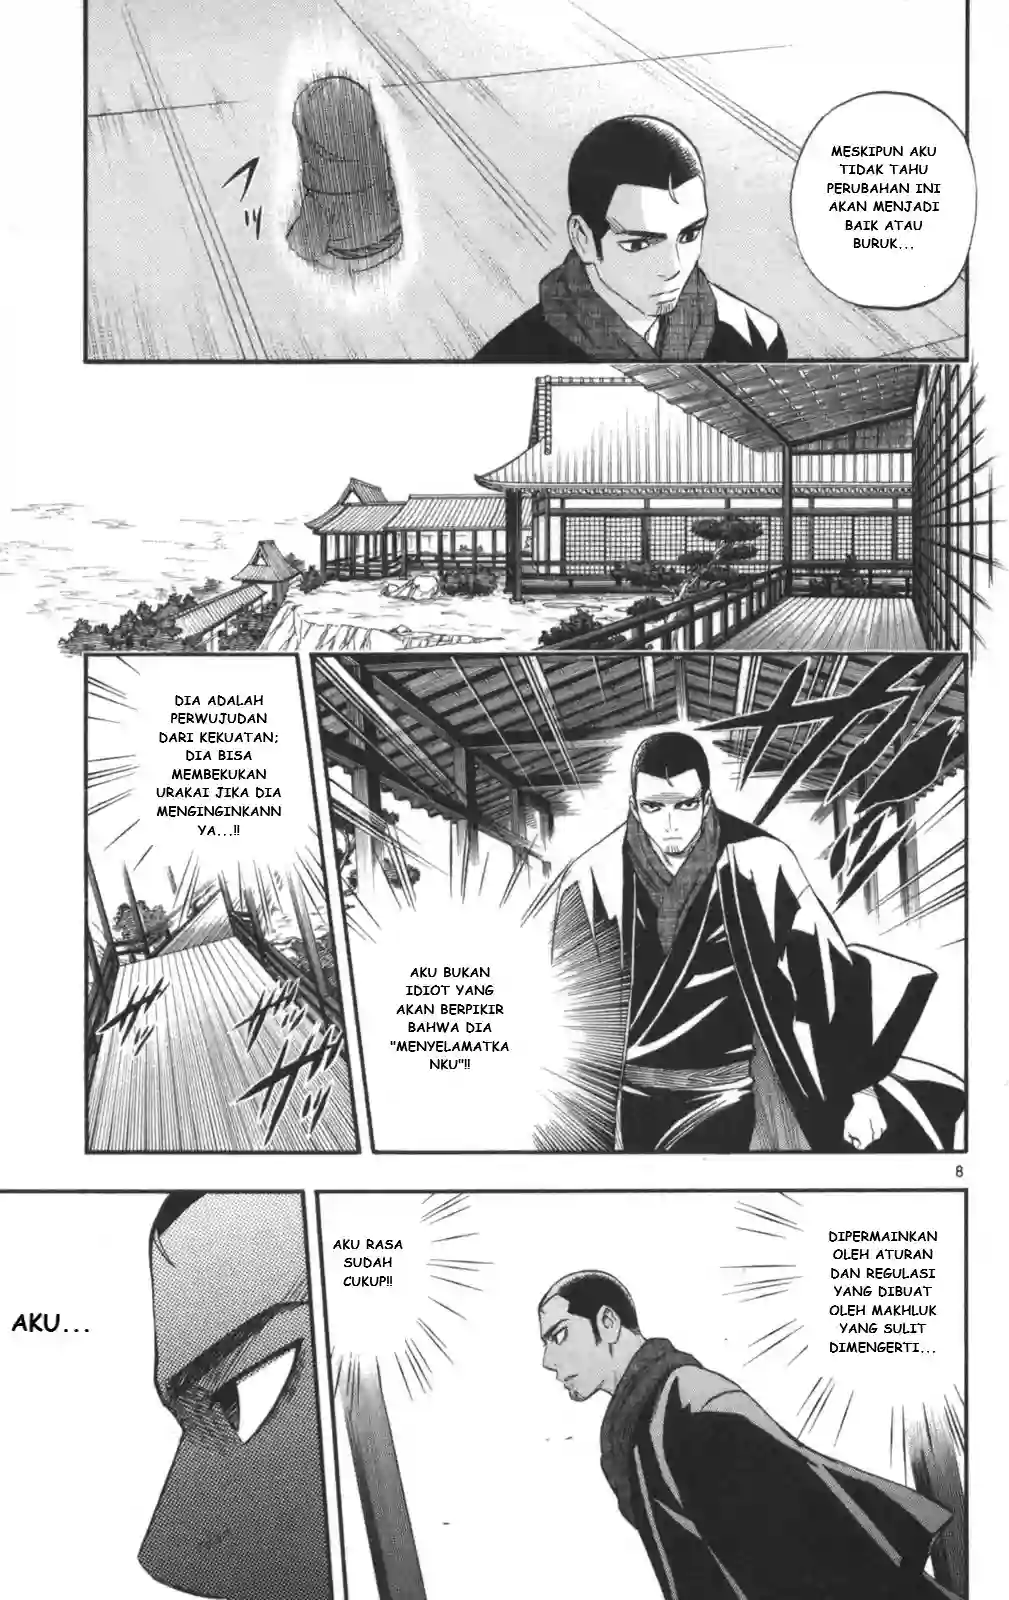 MESKIPUN AKU
TIDAK TAHU
PERUBAHAN INI
AKAN MENJADI
BAIK ATAU
BURUK...
AKU BUKAN
IDIOT YANG
AKAN BERPIKIR
BAHWA DIA
"MENYELAMATKA
NKU"!!
DIA ADALAH
PERWUJUDAN
DARI KEKUATAN;
DIA BISA
MEMBEKUKAN
URAKAI JIKA DIA
MENGINGINKANN
YA...!!
8
DIPERMAINKAN
OLEH ATURAN
DAN REGULASI
YANG DIBUAT
OLEH MAKHLUK
YANG SULIT
DIMENGERTI...
AKU RASA
SUDAH
CUKUP!!
AKU...